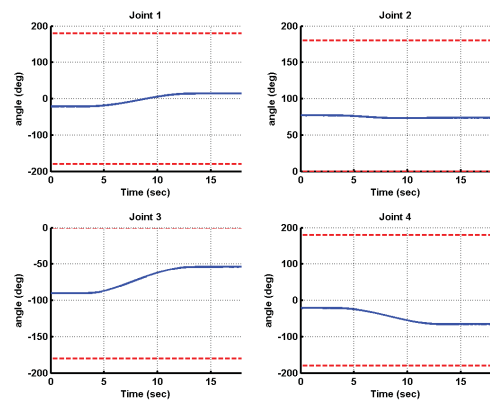 Joint 1
200
100
0
-100
-200
angle (deg)
0 5 10 15
Time (sec)
Joint 2
200
150
100
50
0
angle (deg)
0 5 10 15
Time (sec)
Joint 3
0
-50
-100
-150
-200
angle (deg)
0 5 10 15
Time (sec)
Joint 4
200
100
0
-100
-200
angle (deg)
0 5 10 15
Time (sec)